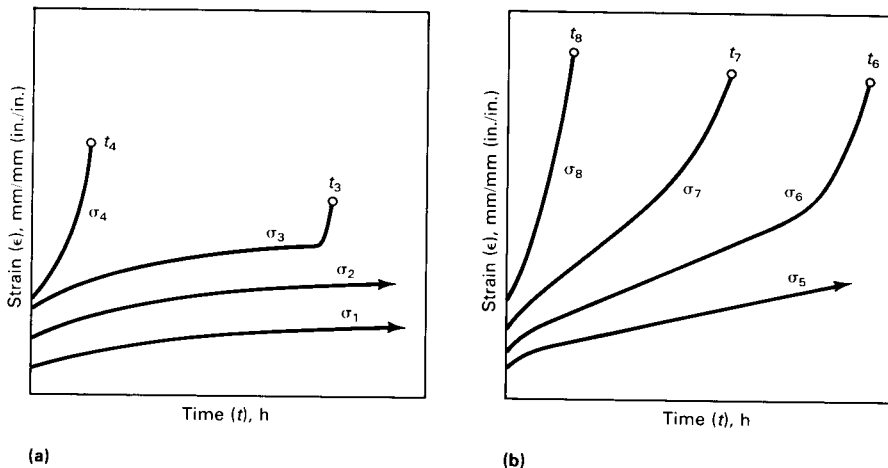 Strain (ϵ), mm/mm (in./in.)
t₄
σ₄
t₃
σ₃
σ₂
σ₁
Time (t), h
(a)
Strain (ϵ), mm/mm (in./in.)
t₈
t₇
t₆
σ₈
σ₇
σ₆
σ₅
Time (t), h
(b)